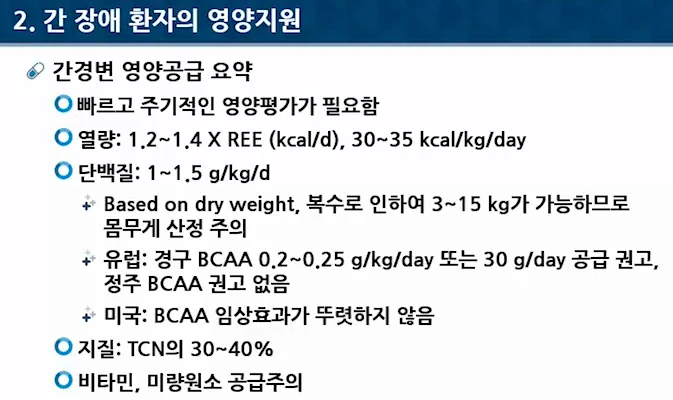 2. 간 장애 환자의 영양지원
간경변 영양공급 요약
빠르고 주기적인 영양평가가 필요함
열량: 1.2~1.4 X REE (kcal/d), 30~35 kcal/kg/day
단백질: 1~1.5 g/kg/d
Based on dry weight, 복수로 인하여 3~15 kg가 가능하므로
몸무게 산정 주의
유럽: 경구 BCAA 0.2~0.25 g/kg/day 또는 30 g/day 공급 권고,
정주 BCAA 권고 없음
미국: BCAA 임상효과가 뚜렷하지 않음
지질: TCN의 30~40%
비타민, 미량원소 공급주의